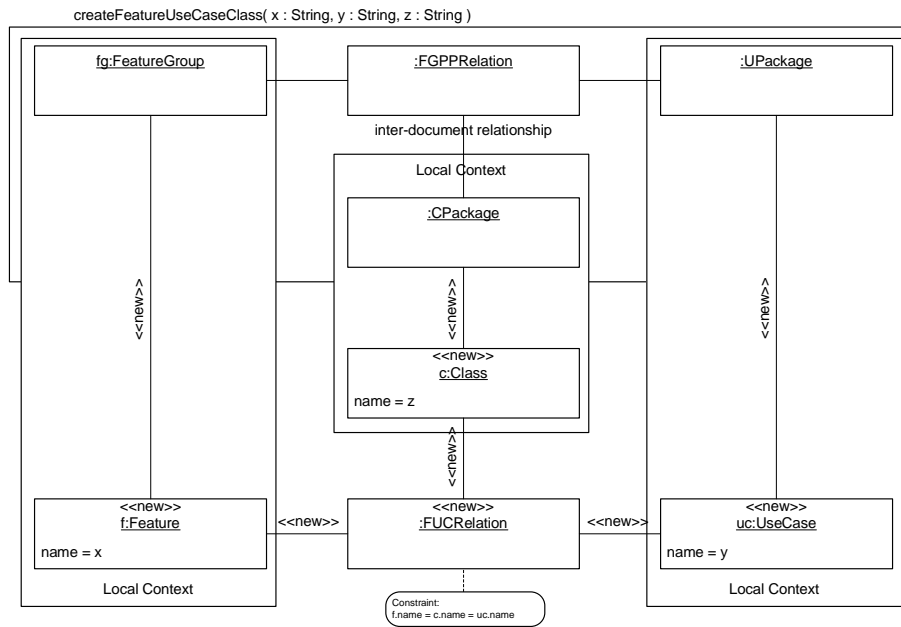 createFeatureUseCaseClass( x : String, y : String, z : String )
fg:FeatureGroup
:FGPPRelation
:UPackage
inter-document relationship
Local Context
:CPackage
<<new>>
<<new>>
<<new>>
<<new>>
c:Class
name = z
<<new>>
<<new>>
f:Feature
name = x
<<new>>
<<new>>
:FUCRelation
<<new>>
<<new>>
uc:UseCase
name = y
Local Context
Local Context
Constraint:
f.name = c.name = uc.name